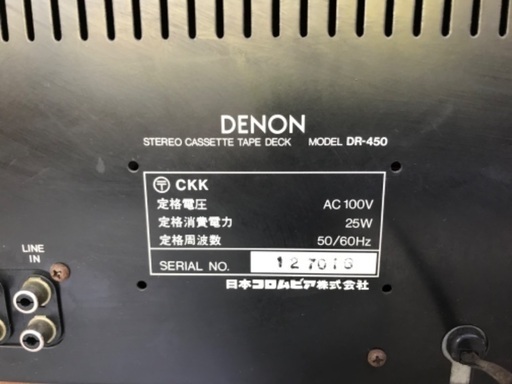 DENON
STEREO CASSETTE TAPE DECK MODEL DR-450
〒 CKK
定格電圧 AC 100V
定格消費電力 25W
定格周波数 50/60Hz
SERIAL NO. 127016
日本コロムビア株式会社
LINE
IN